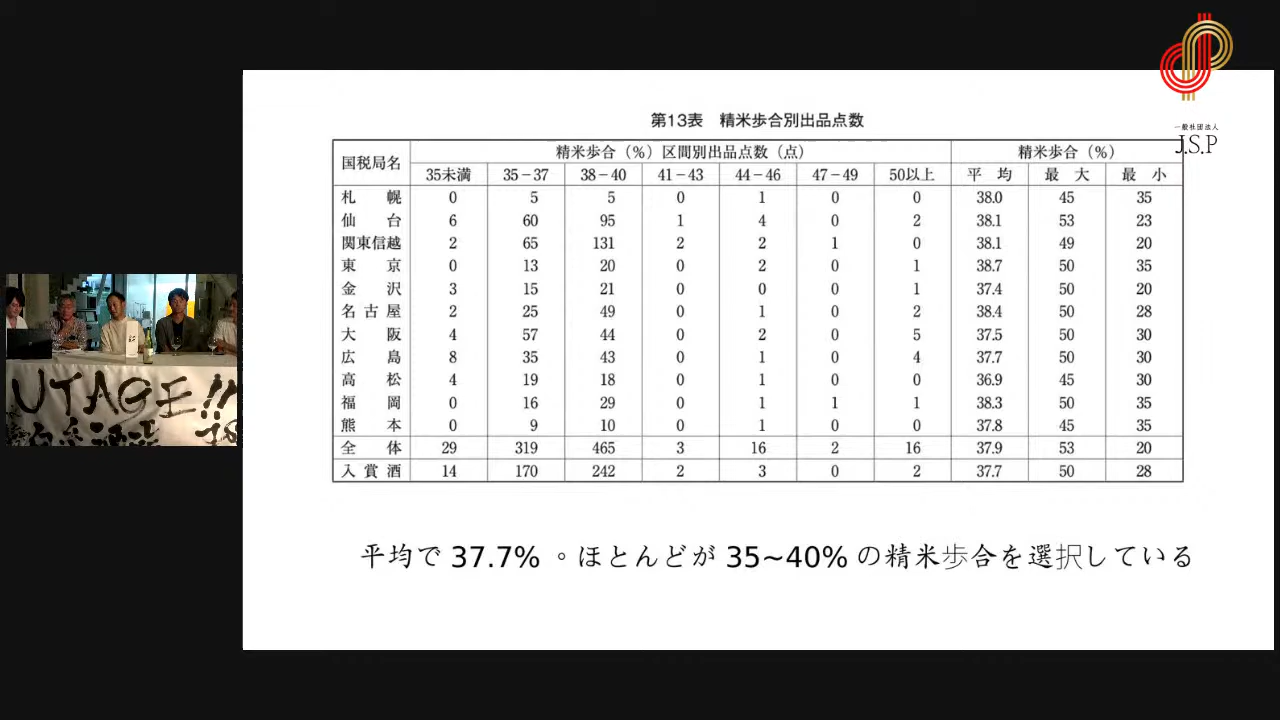 一般社団法人
J.S.P
第13表 精米歩合別出品点数
国税局名 精米歩合（%）区間別出品点数（点） 精米歩合（%）
35未満 35－37 38－40 41－43 44－46 47－49 50以上 平 均 最 大 最 小
札 幌 0 5 5 0 1 0 0 38.0 45 35
仙 台 6 60 95 1 4 0 2 38.1 53 23
関東信越 2 65 131 2 2 1 0 38.1 49 20
東 京 0 13 20 0 2 0 1 38.7 50 35
金 沢 3 15 21 0 0 0 1 37.4 50 20
名古屋 2 25 49 0 1 0 2 38.4 50 28
大 阪 4 57 44 0 2 0 5 37.5 50 30
広 島 8 35 43 0 1 0 4 37.7 50 30
高 松 4 19 18 0 1 0 0 36.9 45 30
福 岡 0 16 29 0 1 1 1 38.3 50 35
熊 本 0 9 10 0 1 0 0 37.8 45 35
全 体 29 319 465 3 16 2 16 37.9 53 20
入賞酒 14 170 242 2 3 0 2 37.7 50 28
平均で 37.7% 。ほとんどが 35~40% の精米歩合を選択している
UTAGE!!